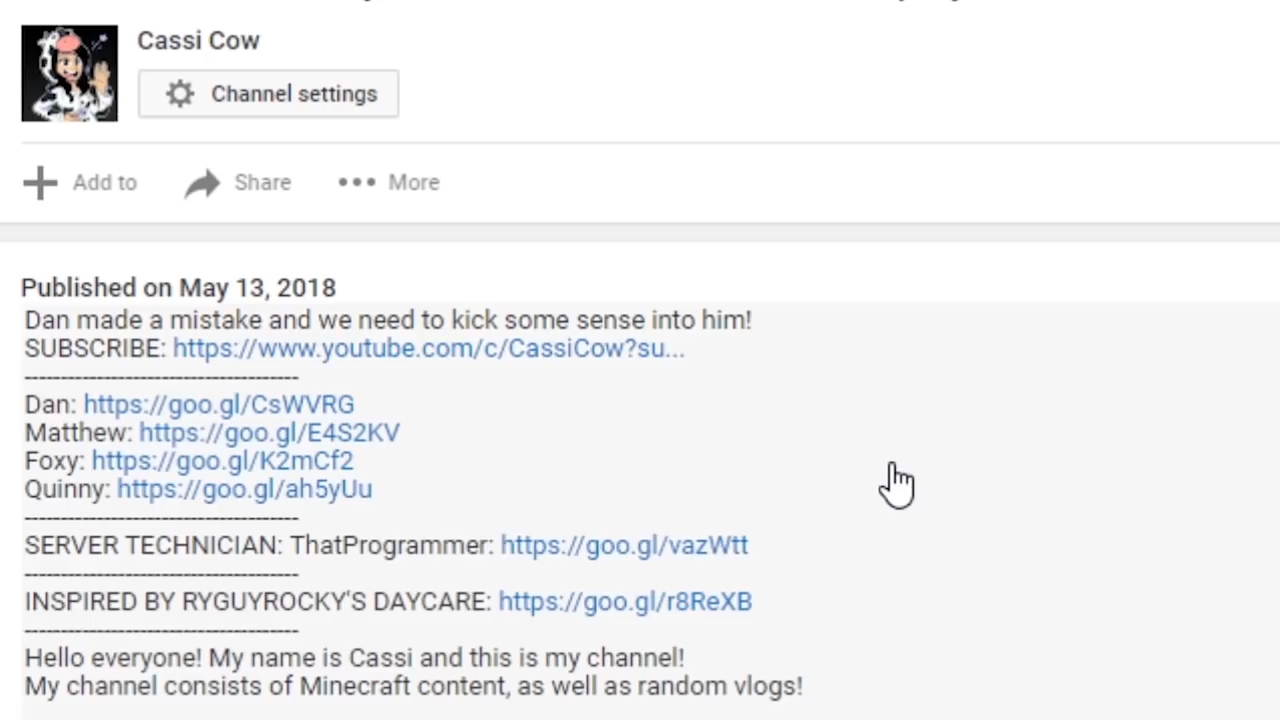 Cassi Cow
Channel settings
Add to Share More
Published on May 13, 2018
Dan made a mistake and we need to kick some sense into him!
SUBSCRIBE: https://www.youtube.com/c/CassiCow?su...
-----------------------------------
Dan: https://goo.gl/CsWVRG
Matthew: https://goo.gl/E4S2KV
Foxy: https://goo.gl/K2mCf2
Quinny: https://goo.gl/ah5yUu
-----------------------------------
SERVER TECHNICIAN: ThatProgrammer: https://goo.gl/vazWtt
-----------------------------------
INSPIRED BY RYGUYROCKY'S DAYCARE: https://goo.gl/r8ReXB
-----------------------------------
Hello everyone! My name is Cassi and this is my channel!
My channel consists of Minecraft content, as well as random vlogs!